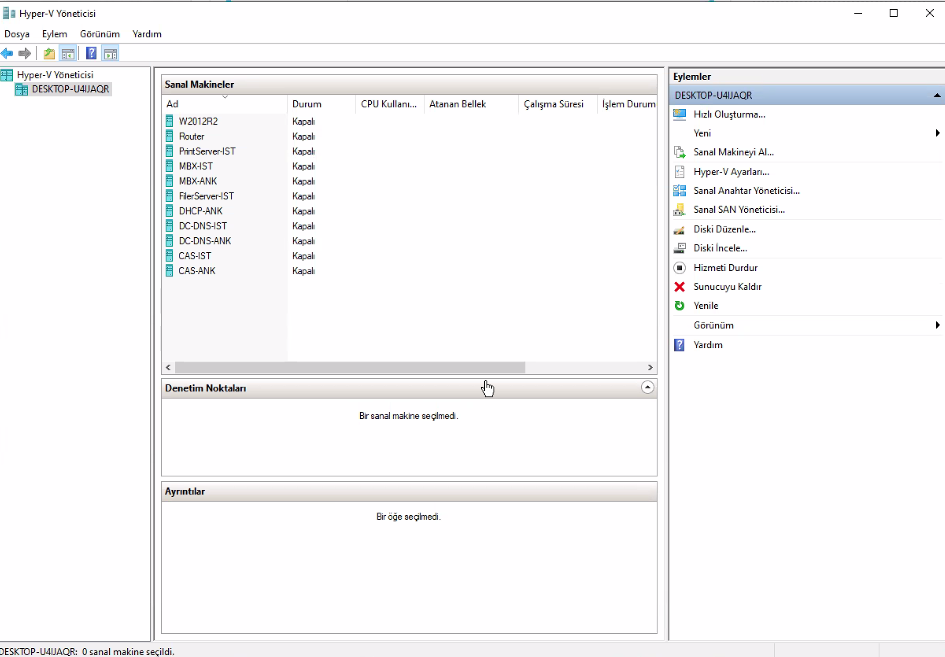 Hyper-V Yöneticisi
Dosya Eylem Görünüm Yardım
Hyper-V Yöneticisi
DESKTOP-U4IJAQR
Sanal Makineler
Ad Durum CPU Kullanı... Atanan Bellek Çalışma Süresi İşlem Durum
W2012R2 Kapalı
Router Kapalı
PrintServer-IST Kapalı
MBX-IST Kapalı
MBX-ANK Kapalı
FilerServer-IST Kapalı
DHCP-ANK Kapalı
DC-DNS-IST Kapalı
DC-DNS-ANK Kapalı
CAS-IST Kapalı
CAS-ANK Kapalı
Denetim Noktaları
Bir sanal makine seçilmedi.
Ayrıntılar
Bir öğe seçilmedi.
Eylemler
DESKTOP-U4IJAQR
Hızlı Oluşturma...
Yeni
Sanal Makineyi Al...
Hyper-V Ayarları...
Sanal Anahtar Yöneticisi...
Sanal SAN Yöneticisi...
Diski Düzenle...
Diski İncele...
Hizmeti Durdur
Sunucuyu Kaldır
Yenile
Görünüm
Yardım
DESKTOP-U4IJAQR: 0 sanal makine seçildi.